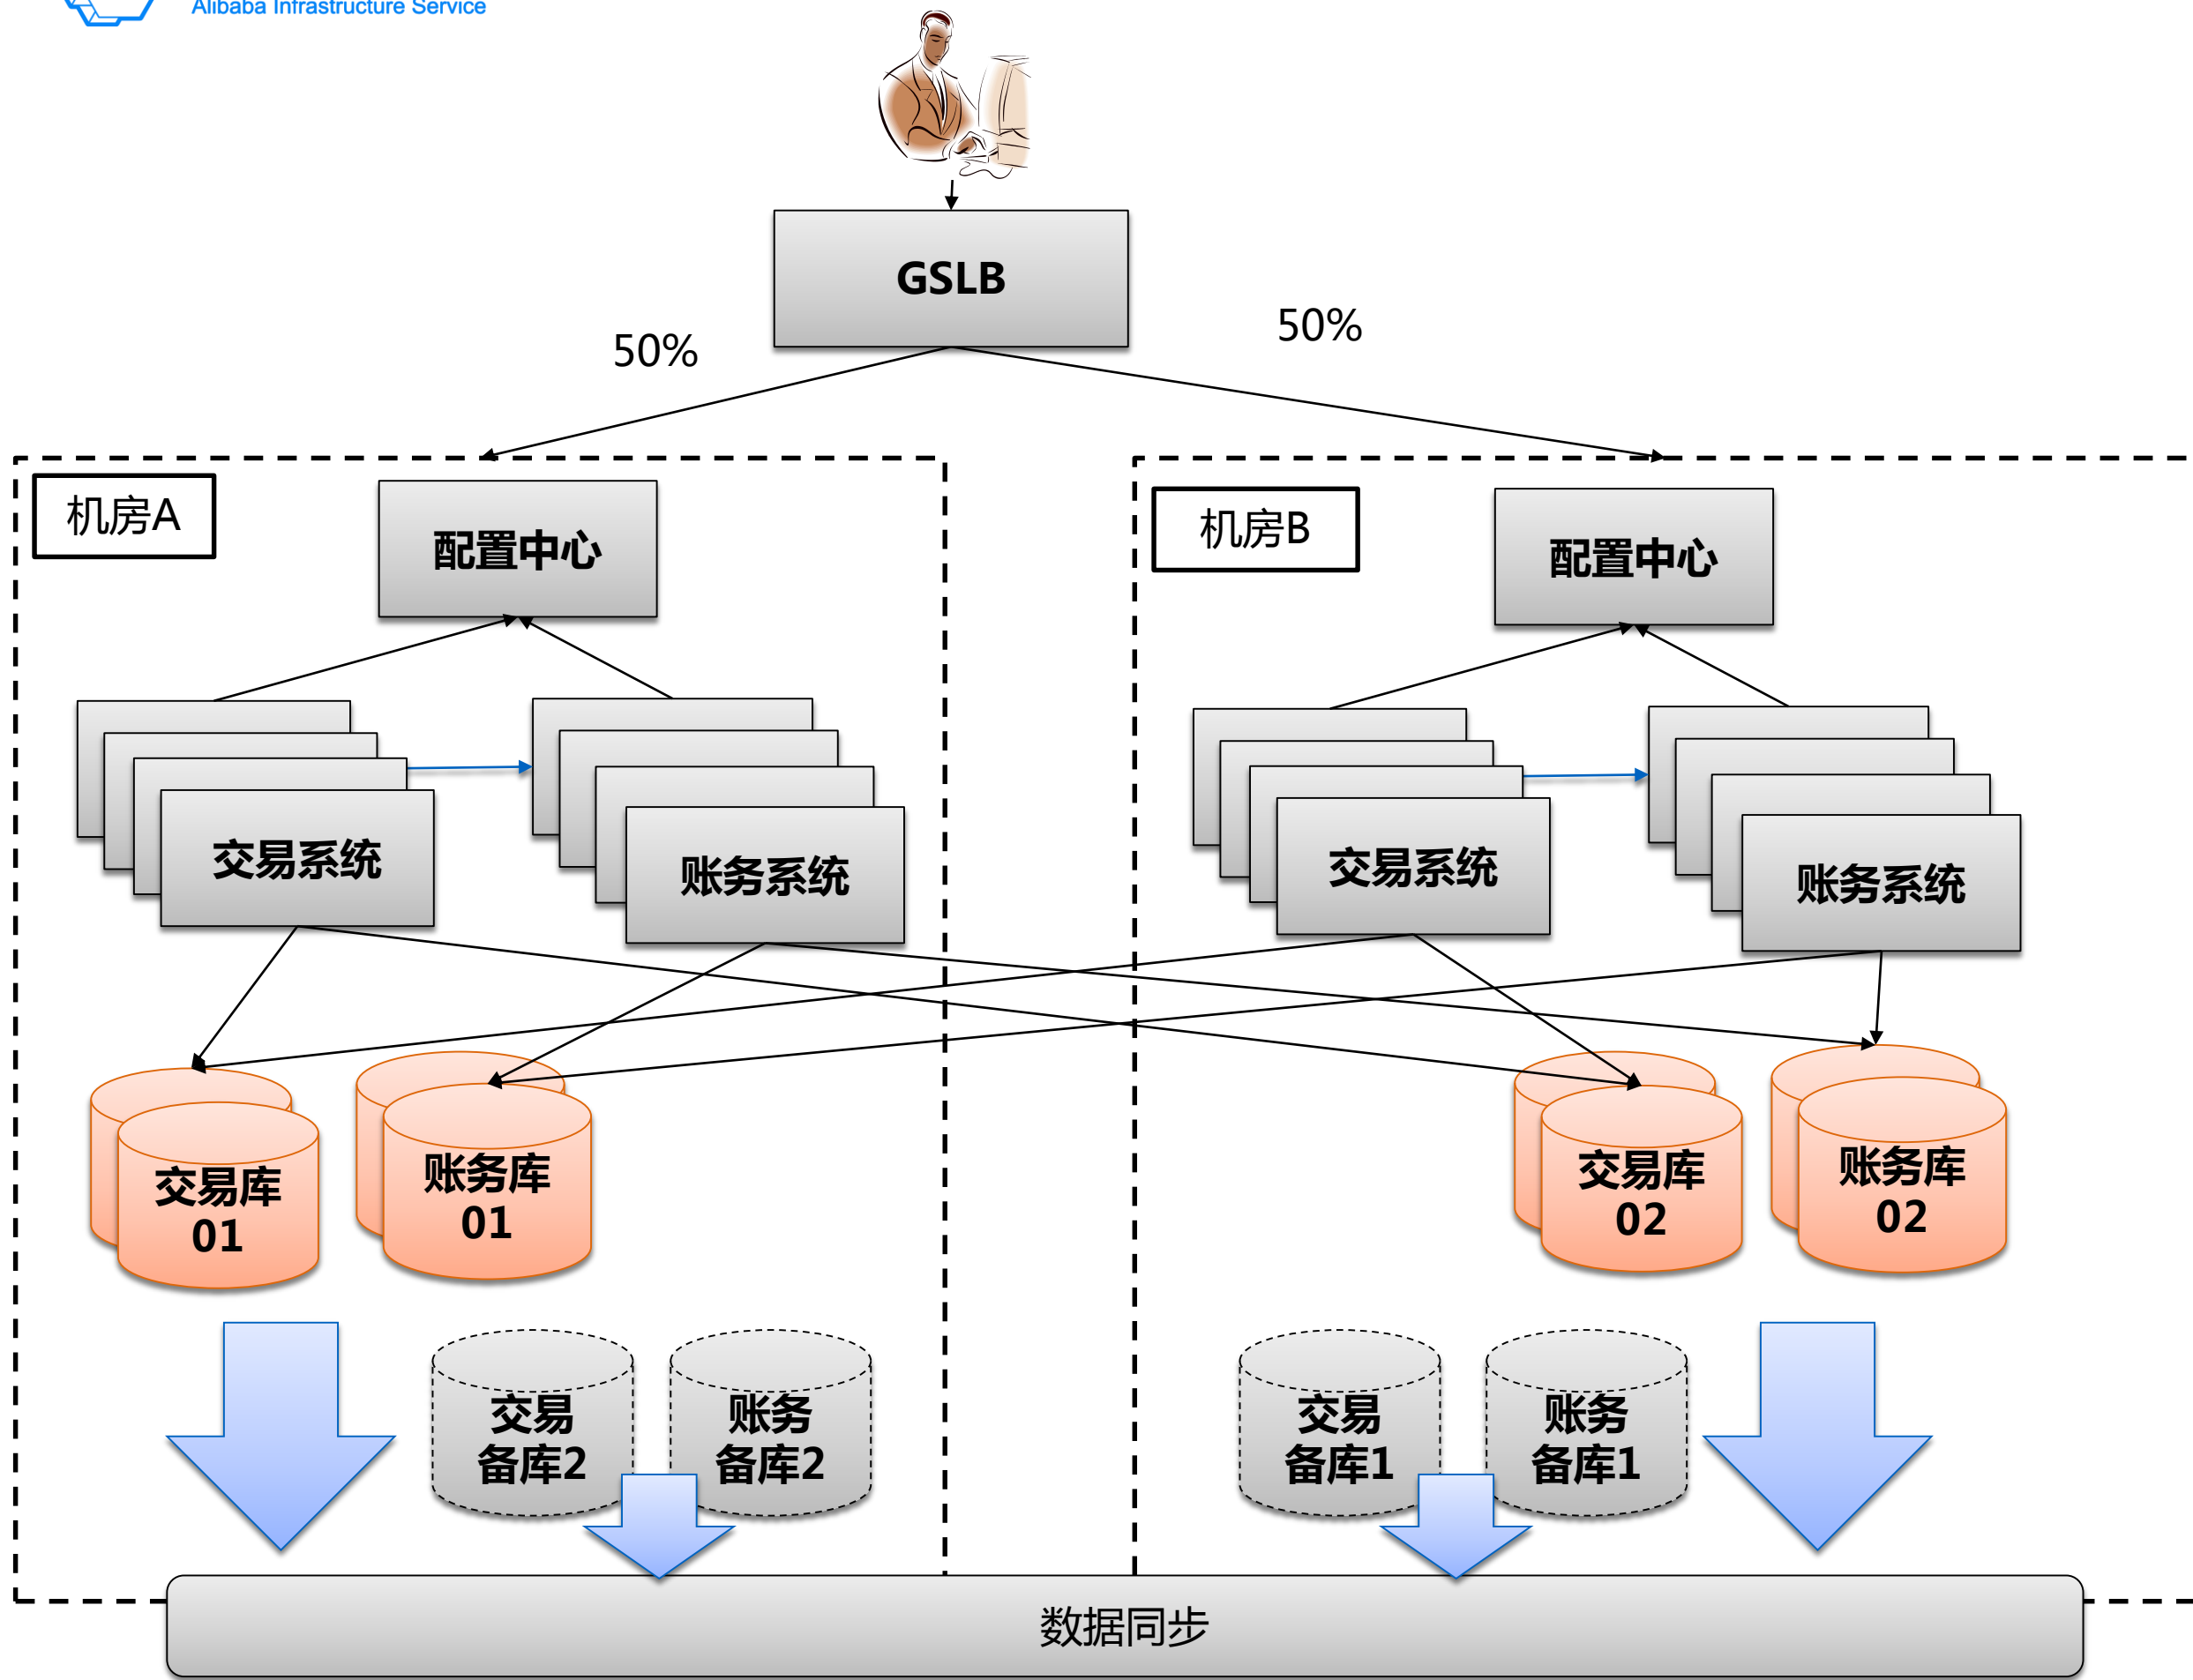 Alibaba Infrastructure Service
GSLB
50%
50%
机房A
配置中心
机房B
配置中心
交易系统
账务系统
交易系统
账务系统
交易库
01
账务库
01
交易库
02
账务库
02
交易
备库2
账务
备库2
交易
备库1
账务
备库1
数据同步